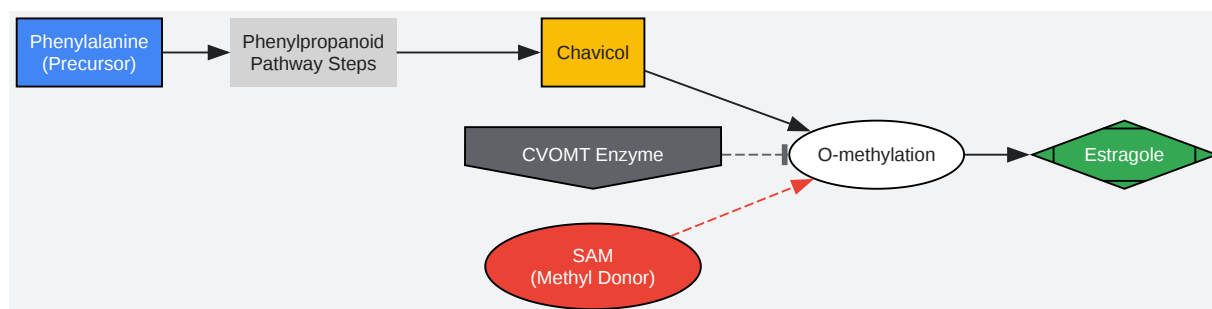 Phenylalanine
(Precursor)
Phenylpropanoid
Pathway Steps
Chavicol
CVOMT Enzyme
O-methylation
Estragole
SAM
(Methyl Donor)